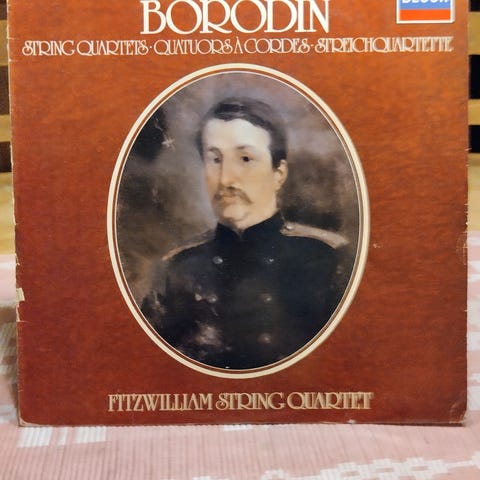 BORODIN
DECCA
STRING QUARTETS · QUATUORS À CORDES · STREICHQUARTETTE
FITZWILLIAM STRING QUARTET